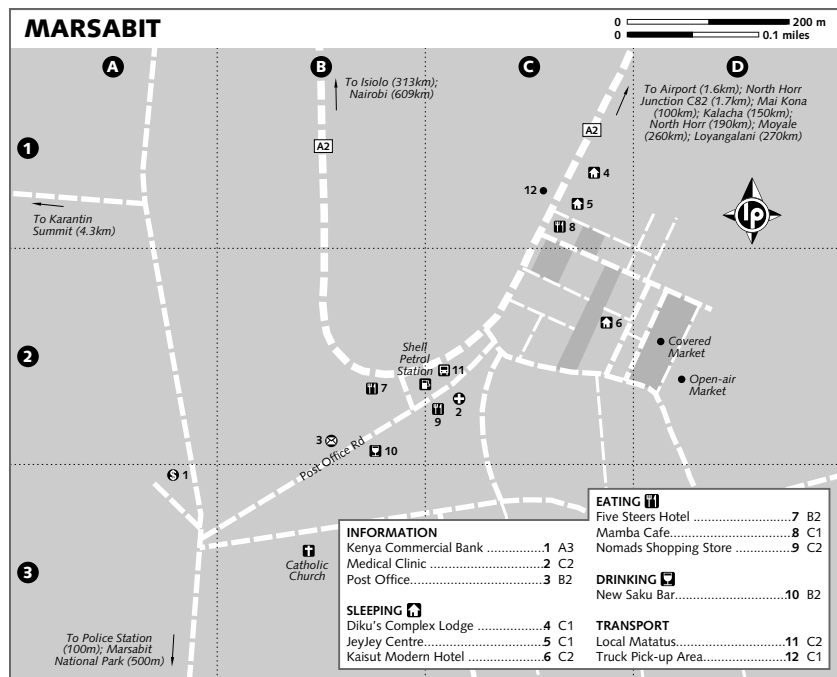 MARSABIT
0 200 m
0 0.1 miles
A
B
C
D
To Isiolo (313km);
Nairobi (609km)
To Airport (1.6km); North Horr
Junction C82 (1.7km); Mai Kona
(100km); Kalacha (150km);
North Horr (190km); Moyale
(260km); Loyangalani (270km)
A2
A2
1
4
12
5
8
lp
To Karantin
Summit (4.3km)
6
2
Shell
Petrol
Station
Covered
Market
11
Open-air
Market
7
9
2
3
10
Post Office Rd
1
3
Catholic
Church
To Police Station
(100m); Marsabit
National Park (500m)
INFORMATION
Kenya Commercial Bank ..............1 A3
Medical Clinic ..............................2 C2
Post Office...................................3 B2
SLEEPING
Diku's Complex Lodge .................4 C1
JeyJey Centre..............................5 C1
Kaisut Modern Hotel ...................6 C2
EATING
Five Steers Hotel .........................7 B2
Mamba Cafe................................8 C1
Nomads Shopping Store ..............9 C2
DRINKING
New Saku Bar............................10 B2
TRANSPORT
Local Matatus............................11 C2
Truck Pick-up Area.....................12 C1